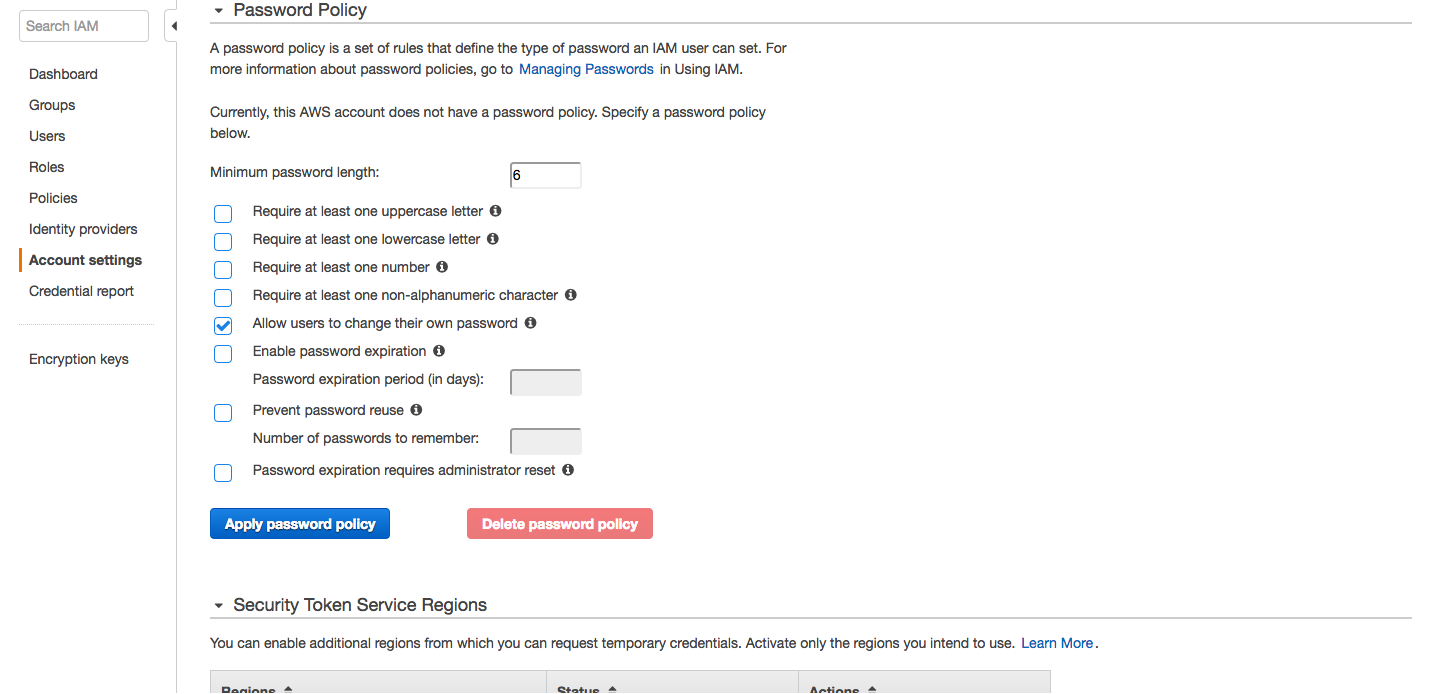 Search IAM
Dashboard
Groups
Users
Roles
Policies
Identity providers
Account settings
Credential report
Encryption keys
Password Policy
A password policy is a set of rules that define the type of password an IAM user can set. For
more information about password policies, go to Managing Passwords in Using IAM.
Currently, this AWS account does not have a password policy. Specify a password policy
below.
Minimum password length: 6
Require at least one uppercase letter
Require at least one lowercase letter
Require at least one number
Require at least one non-alphanumeric character
Allow users to change their own password
Enable password expiration
Password expiration period (in days):
Prevent password reuse
Number of passwords to remember:
Password expiration requires administrator reset
Apply password policy Delete password policy
Security Token Service Regions
You can enable additional regions from which you can request temporary credentials. Activate only the regions you intend to use. Learn More.
Regions Status Actions